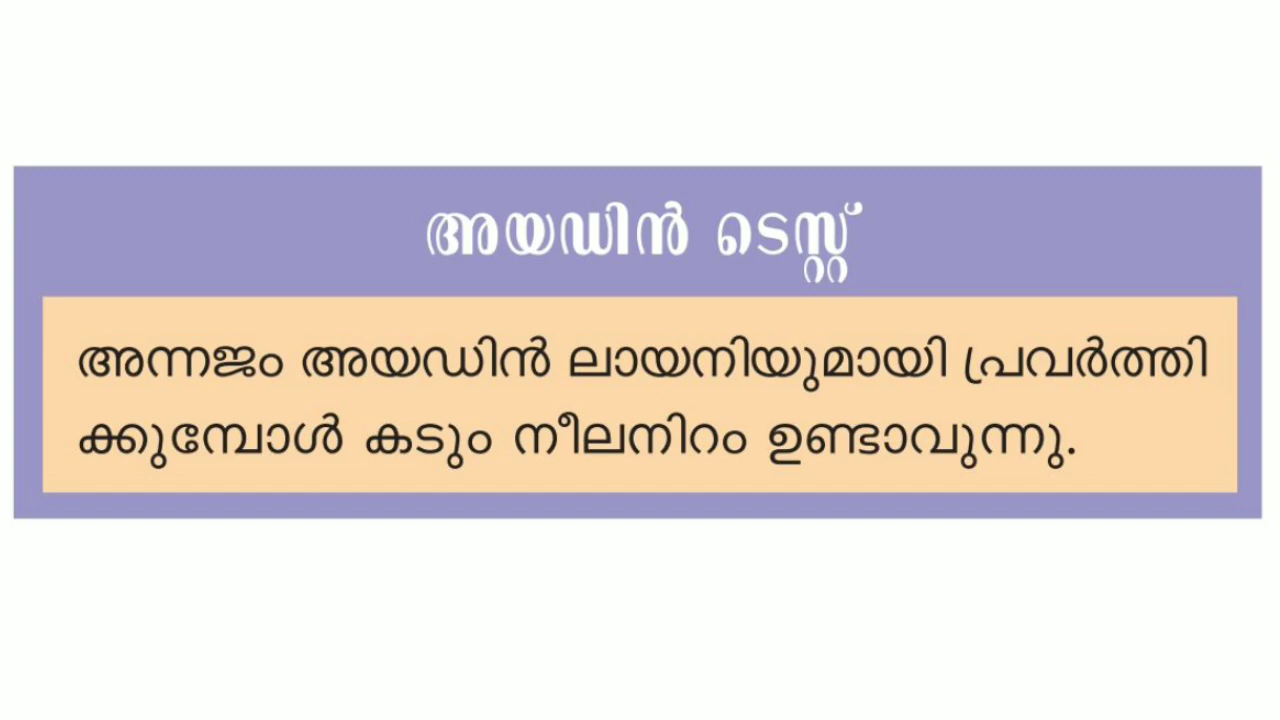 അയഡിൻ ടെസ്റ്റ്
അന്നജം അയഡിൻ ലായനിയുമായി പ്രവർത്തി
ക്കുമ്പോൾ കടും നീലനിറം ഉണ്ടാവുന്നു.